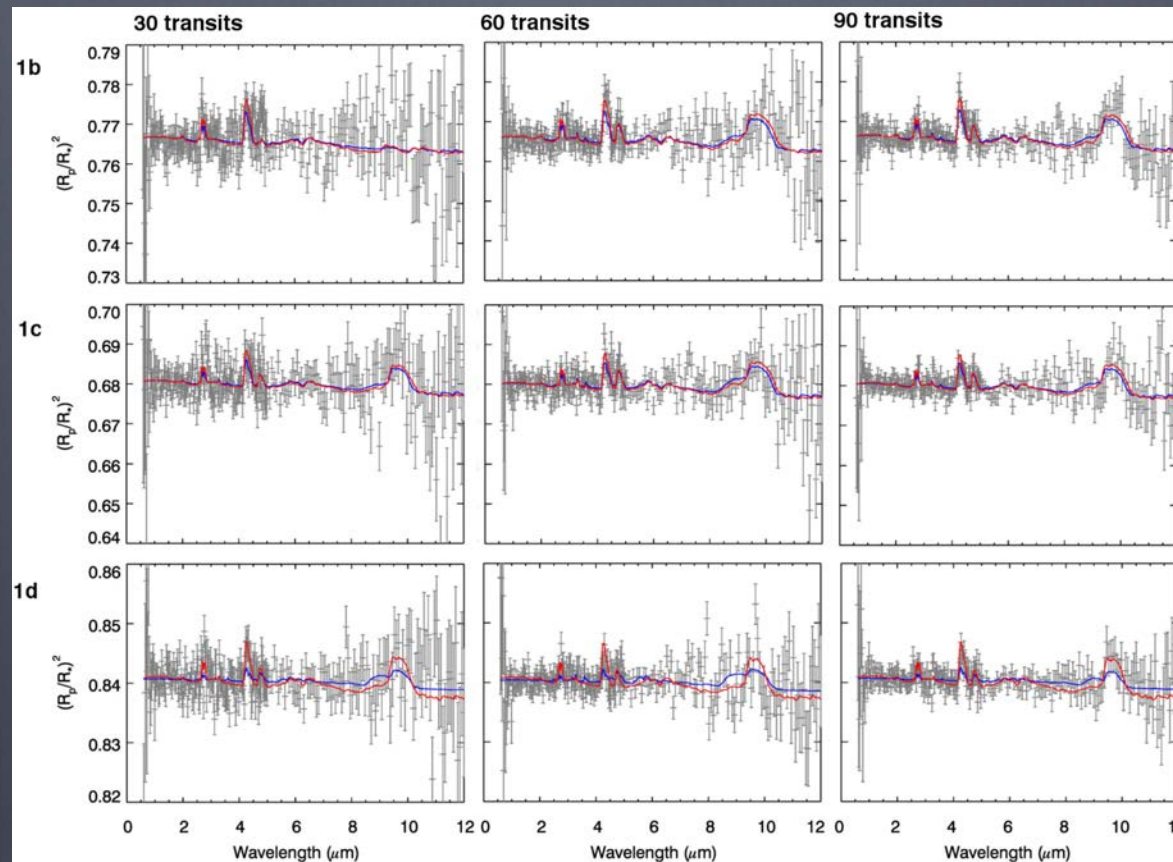 30 transits
60 transits
90 transits
1b
0.79
0.78
0.77
0.76
0.75
0.74
0.73
(Rp/R*)²
1c
0.70
0.69
0.68
0.67
0.66
0.65
0.64
(Rp/R*)²
1d
0.86
0.85
0.84
0.83
0.82
(Rp/R*)²
0 2 4 6 8 10 12
0 2 4 6 8 10 12
0 2 4 6 8 10
Wavelength (μm)
Wavelength (μm)
Wavelength (μm)